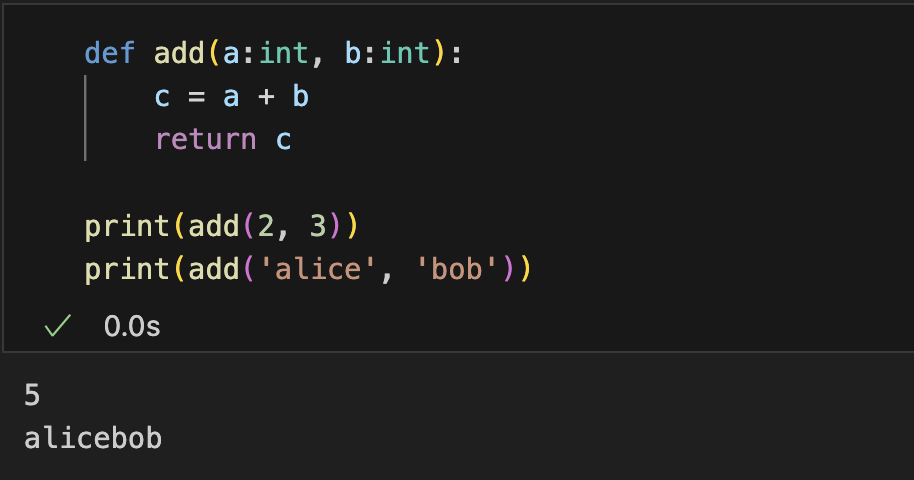 def add(a:int, b:int):
    c = a + b
    return c
print(add(2, 3))
print(add('alice', 'bob'))
✓ 0.0s
5
alicebob